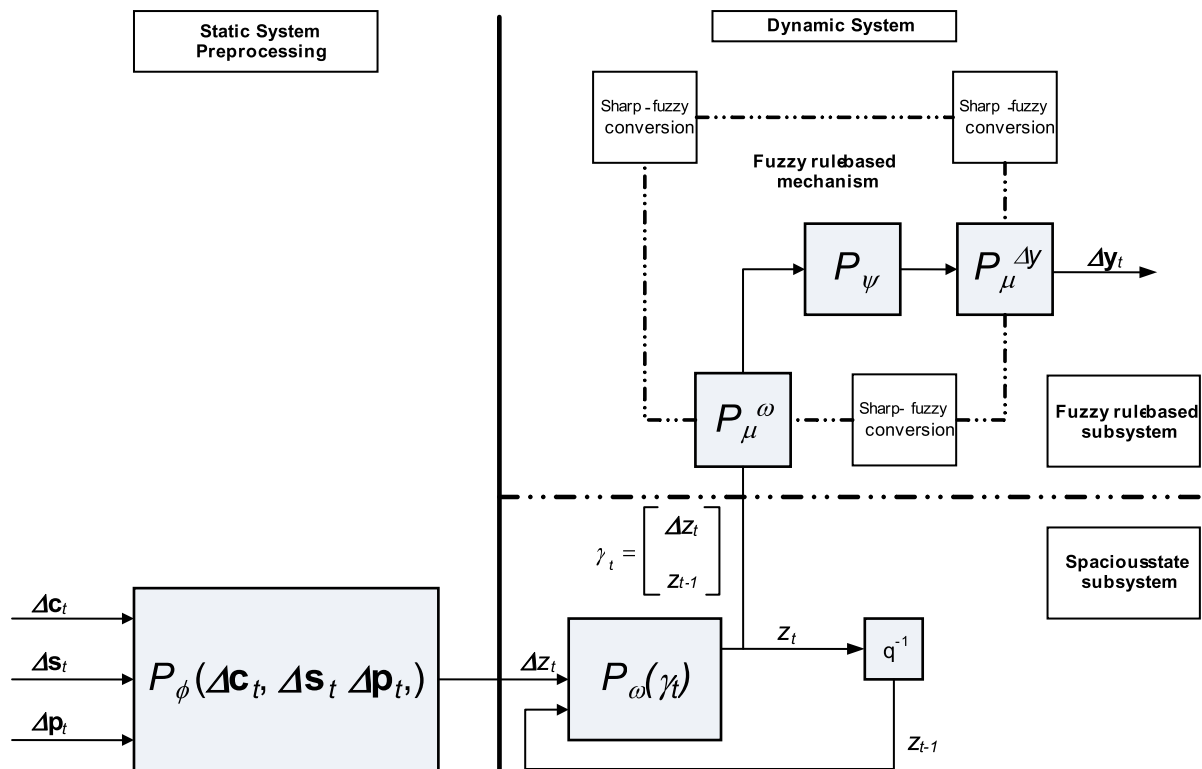 Static System
Preprocessing
Dynamic System
Sharp - fuzzy
conversion
Sharp -fuzzy
conversion
Fuzzy rule-based
mechanism
P_ψ
P_μ^Δy
Δy_t
P_μ^ω
Sharp- fuzzy
conversion
Fuzzy rule-based
subsystem
γ_t = [Δz_t
z_{t-1}]
Spacious-state
subsystem
Δc_t
Δs_t
Δp_t
P_ϕ(Δc_t, Δs_t Δp_t,)
Δz_t
P_ω(γ_t)
z_t
q^-1
z_{t-1}